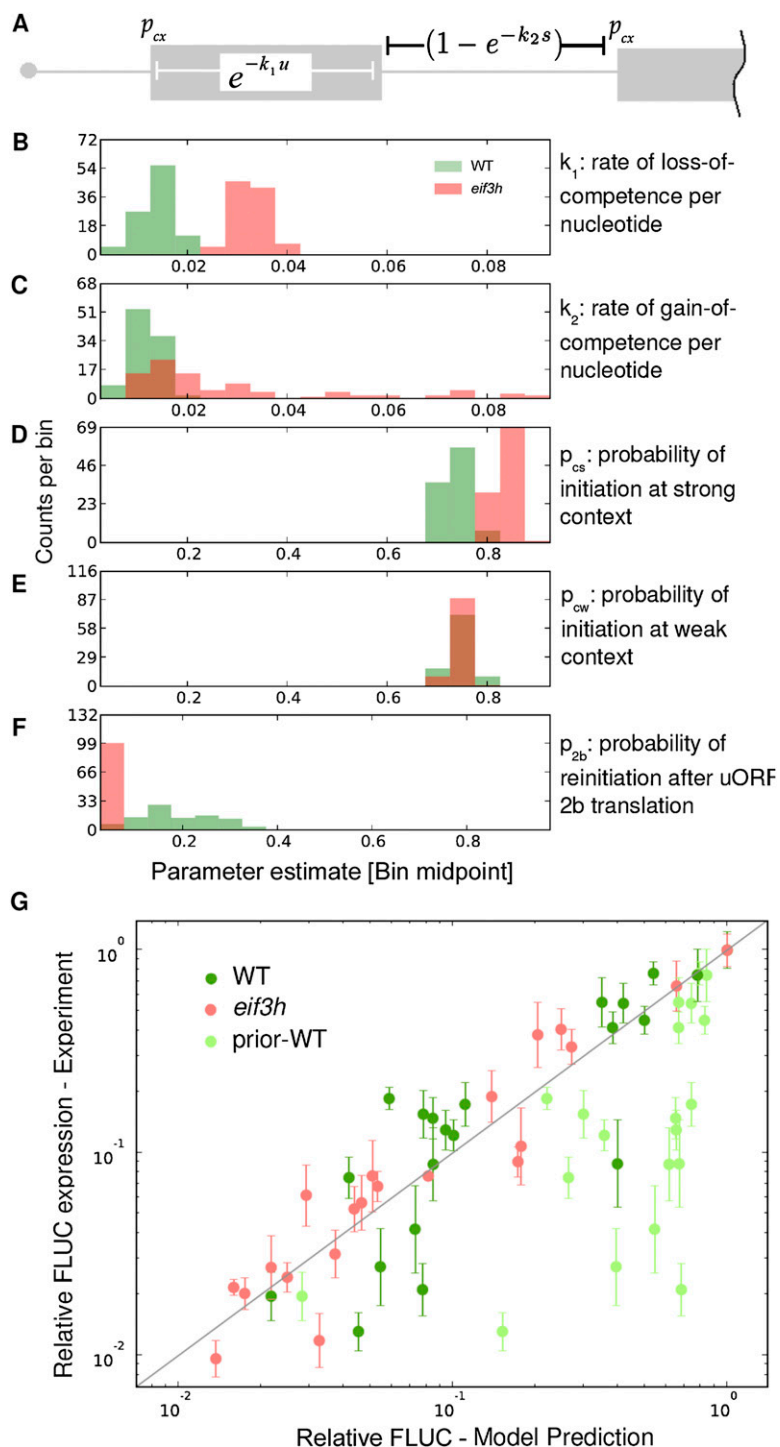 A
p_cx
e^{-k_1 u}
(1 - e^{-k_2 s})
p_cx
B
72
54
36
18
0
WT
eif3h
0.02 0.04 0.06 0.08
k_1: rate of loss-of-
competence per
nucleotide
C
68
51
34
17
0
0.02 0.04 0.06 0.08
k_2: rate of gain-of-
competence per
nucleotide
Counts per bin
D
69
46
23
0
0.2 0.4 0.6 0.8
p_cs: probability of
initiation at strong
context
E
116
87
58
29
0
0.2 0.4 0.6 0.8
p_cw: probability of
initiation at weak
context
F
132
99
66
33
0
0.2 0.4 0.6 0.8
p_2b: probability of
reinitiation after uORF
2b translation
Parameter estimate [Bin midpoint]
G
Relative FLUC expression - Experiment
10^0
10^{-1}
10^{-2}
WT
eif3h
prior-WT
10^{-2} 10^{-1} 10^0
Relative FLUC - Model Prediction